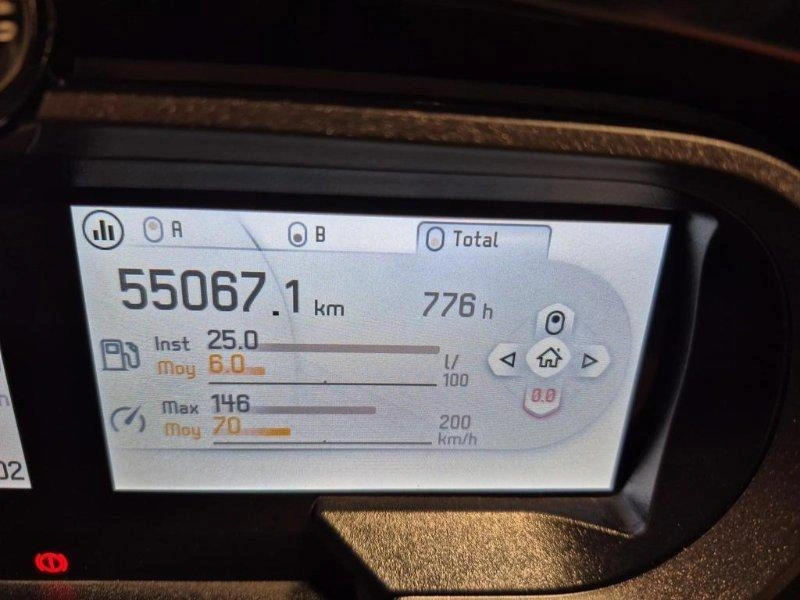 A B Total
55067.1 km 776 h
Inst 25.0
Moy 6.0 l/
100
0.0
Max 146 200
Moy 70 km/h
02